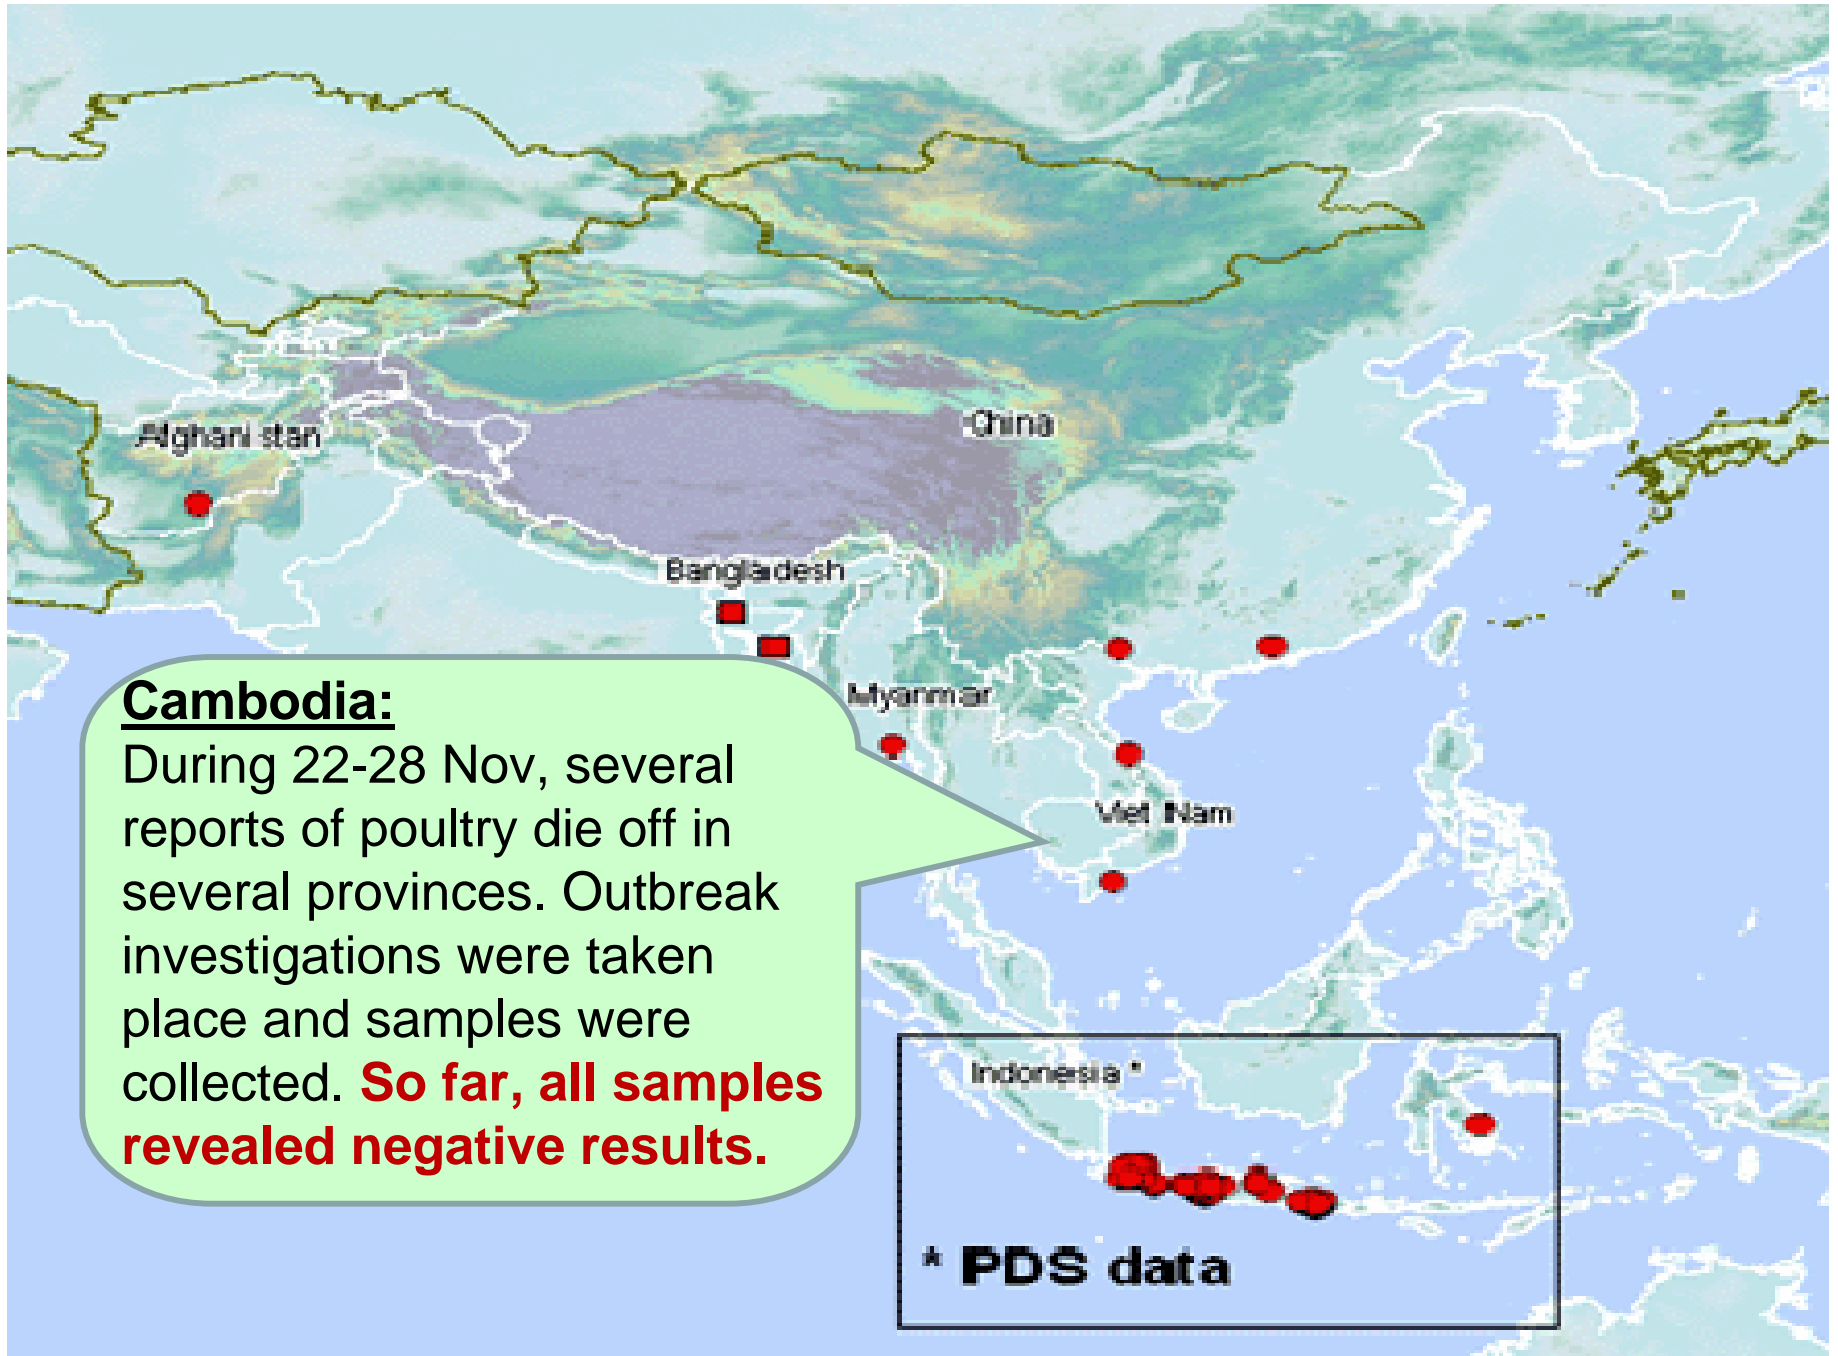 China
Afghanistan
Bangladesh
Cambodia:
During 22-28 Nov, several
reports of poultry die off in
several provinces. Outbreak
investigations were taken
place and samples were
collected. So far, all samples
revealed negative results.
Myanmar
Viet Nam
Indonesia *
* PDS data